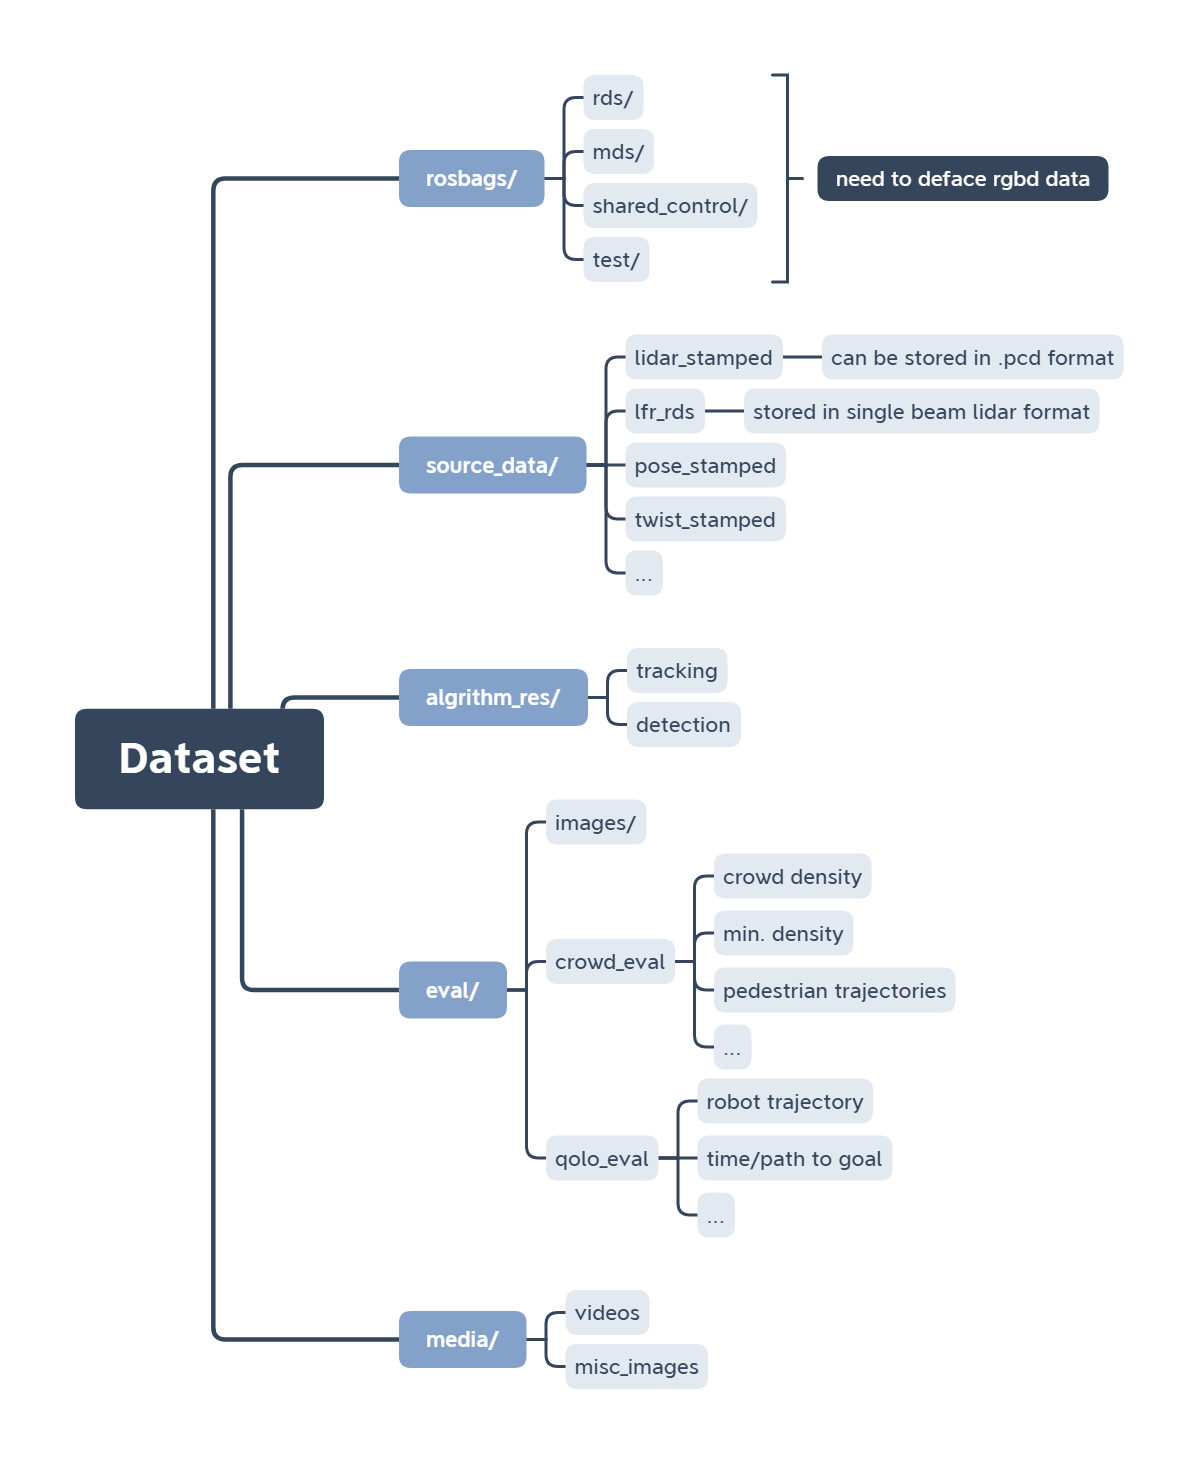 rds/
mds/
rosbags/
need to deface rgbd data
shared_control/
test/
lidar_stamped
can be stored in .pcd format
lfr_rds
stored in single beam lidar format
source_data/
pose_stamped
twist_stamped
...
tracking
algrithm_res/
detection
Dataset
images/
crowd density
min. density
crowd_eval
eval/
pedestrian trajectories
...
robot trajectory
qolo_eval
time/path to goal
...
videos
media/
misc_images